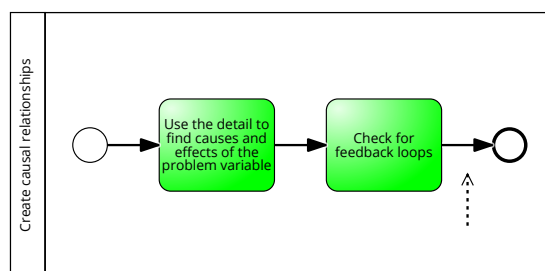 Create causal relationships
Use the detail to
find causes and
effects of the
problem variable
Check for
feedback loops